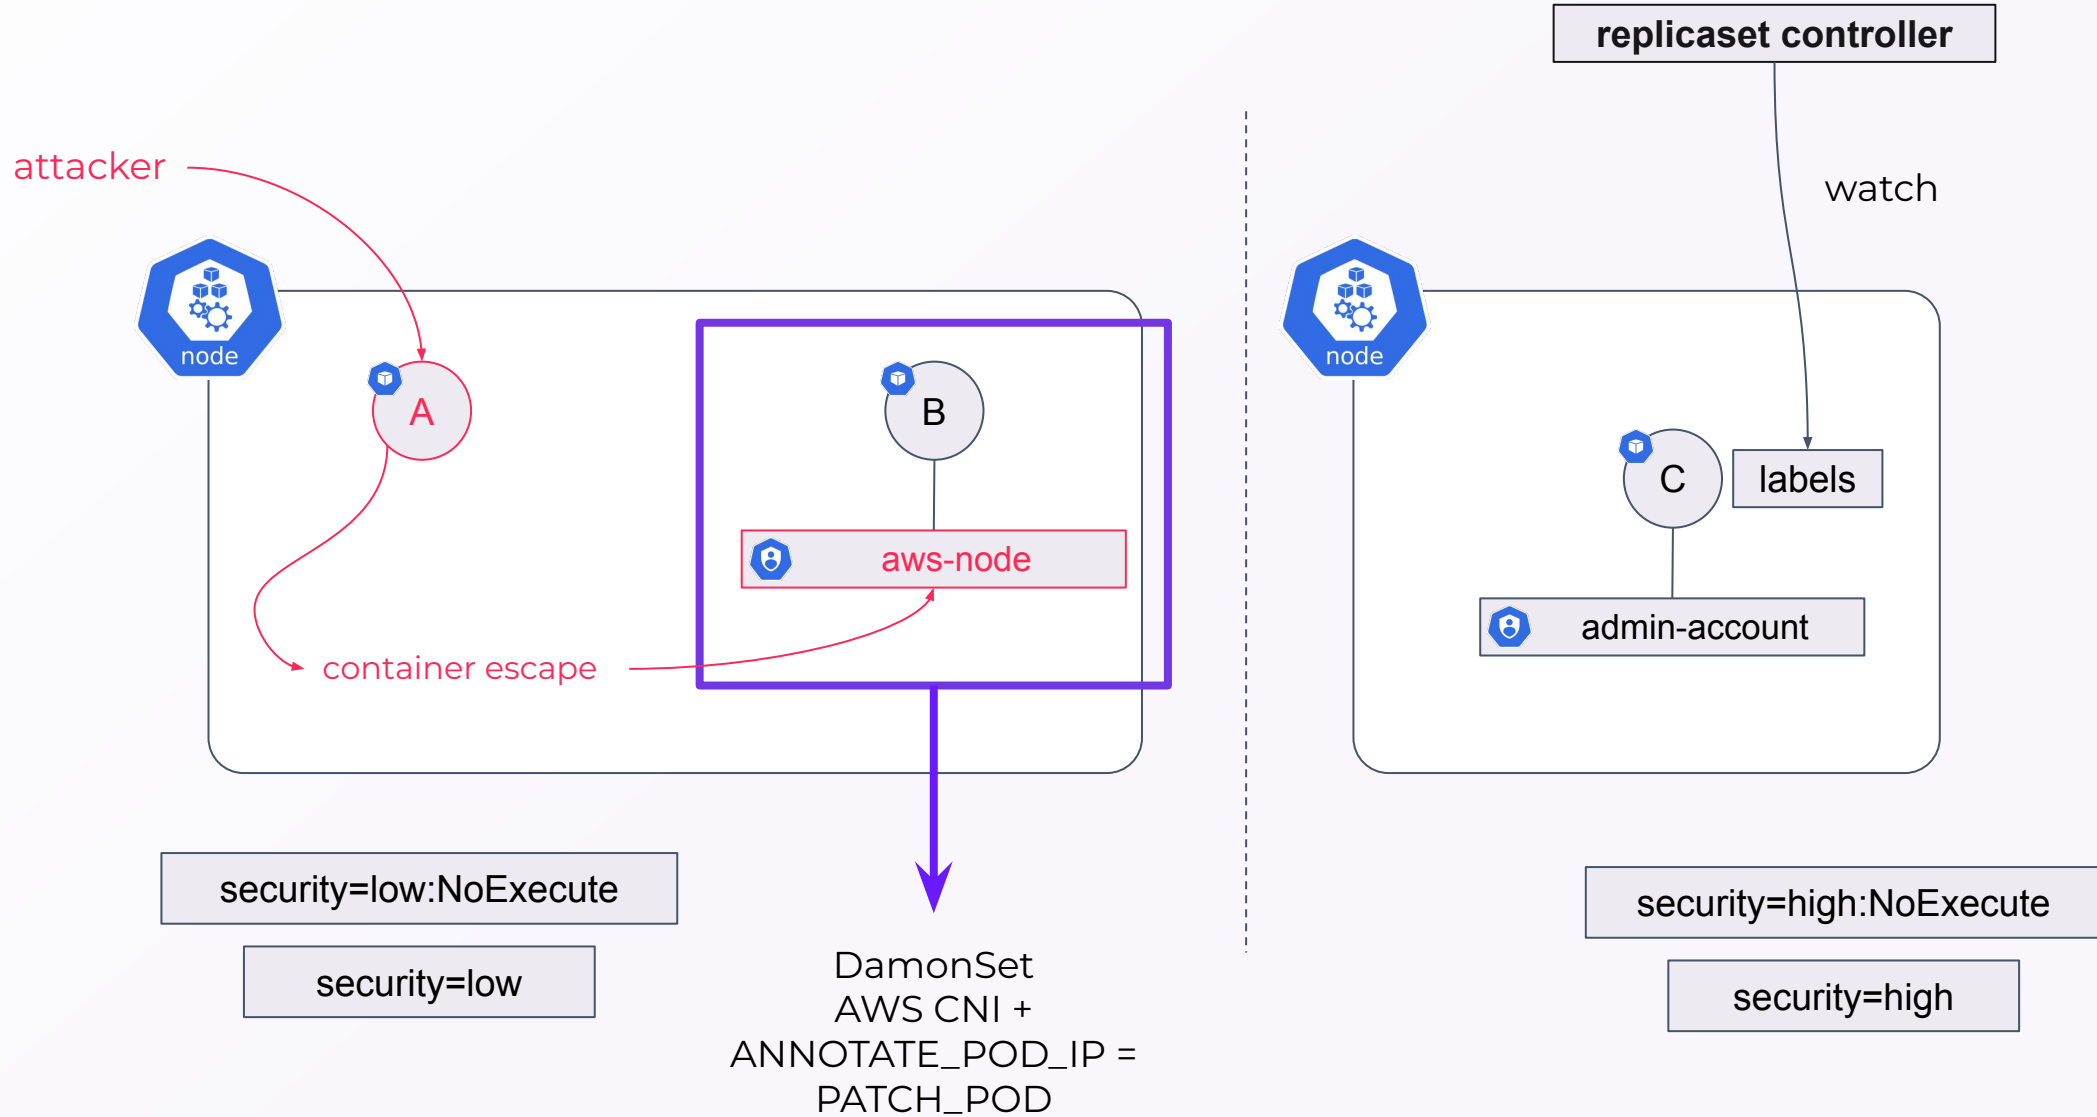 replicaset controller
attacker
watch
node
node
A
B
C
labels
aws-node
admin-account
container escape
security=low:NoExecute
security=low
DamonSet
AWS CNI +
ANNOTATE_POD_IP =
PATCH_POD
security=high:NoExecute
security=high